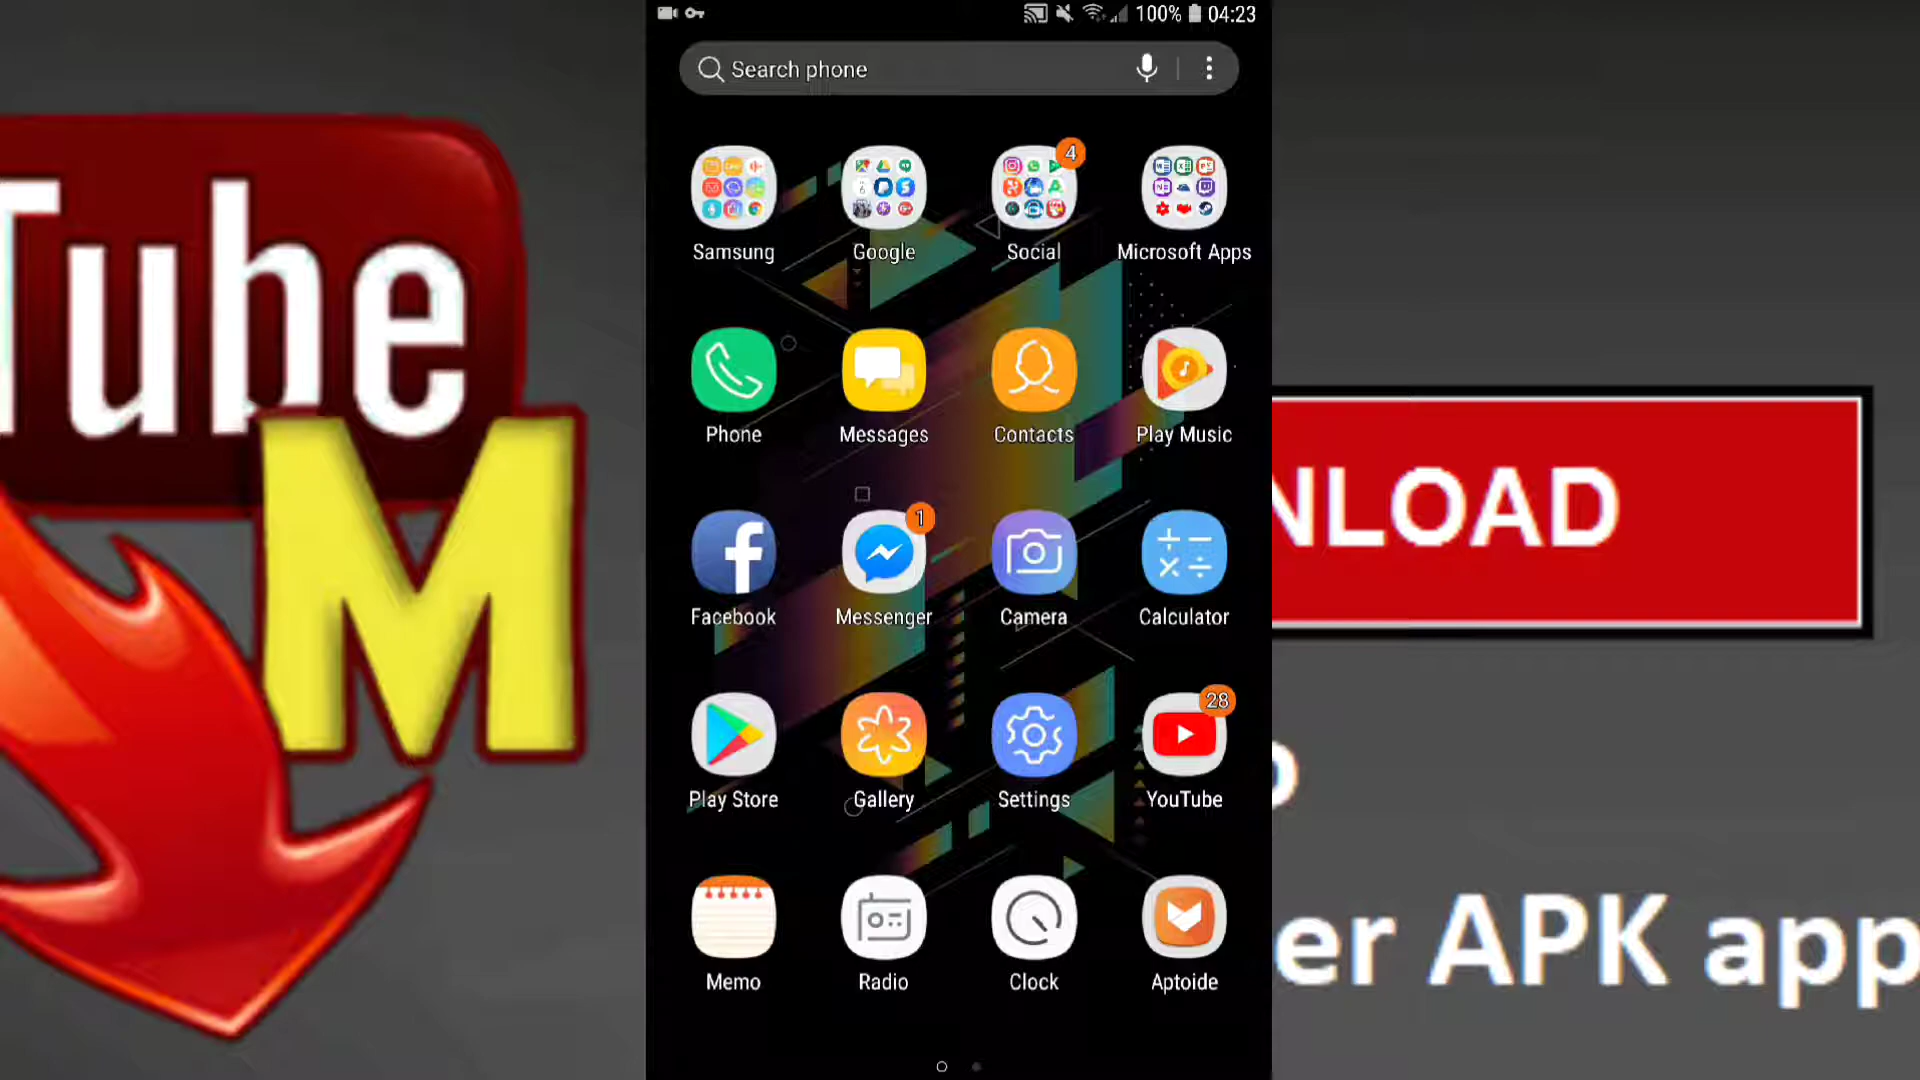 100% 04:23
Search phone
4
Samsung Google Social Microsoft Apps
Phone Messages Contacts Play Music
1
Facebook Messenger Camera Calculator
28
Play Store Gallery Settings YouTube
Memo Radio Clock Aptoide
Tube
M
NLOAD
er APK app